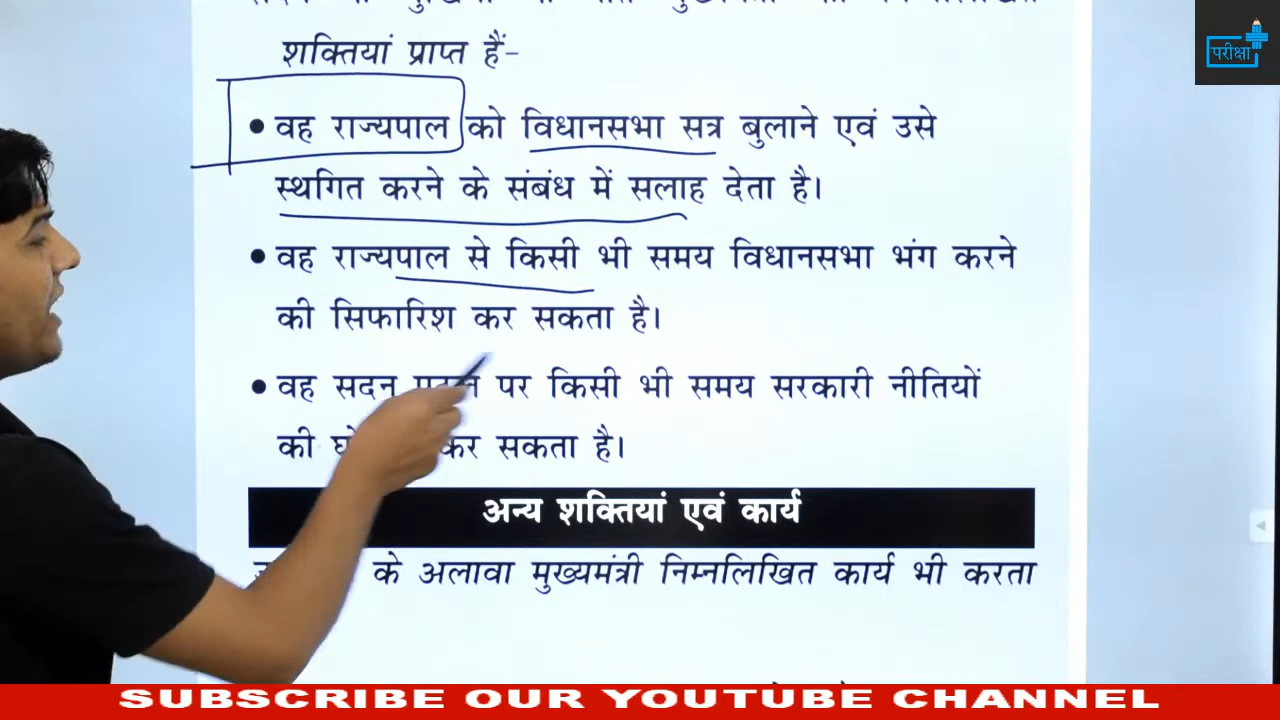 शक्तियां प्राप्त हैं-
• वह राज्यपाल को विधानसभा सत्र बुलाने एवं उसे
स्थगित करने के संबंध में सलाह देता है।
• वह राज्यपाल से किसी भी समय विधानसभा भंग करने
की सिफारिश कर सकता है।
• वह सदन पर किसी भी समय सरकारी नीतियों
की कर सकता है।
अन्य शक्तियां एवं कार्य
के अलावा मुख्यमंत्री निम्नलिखित कार्य भी करता
परीक्षा
SUBSCRIBE OUR YOUTUBE CHANNEL